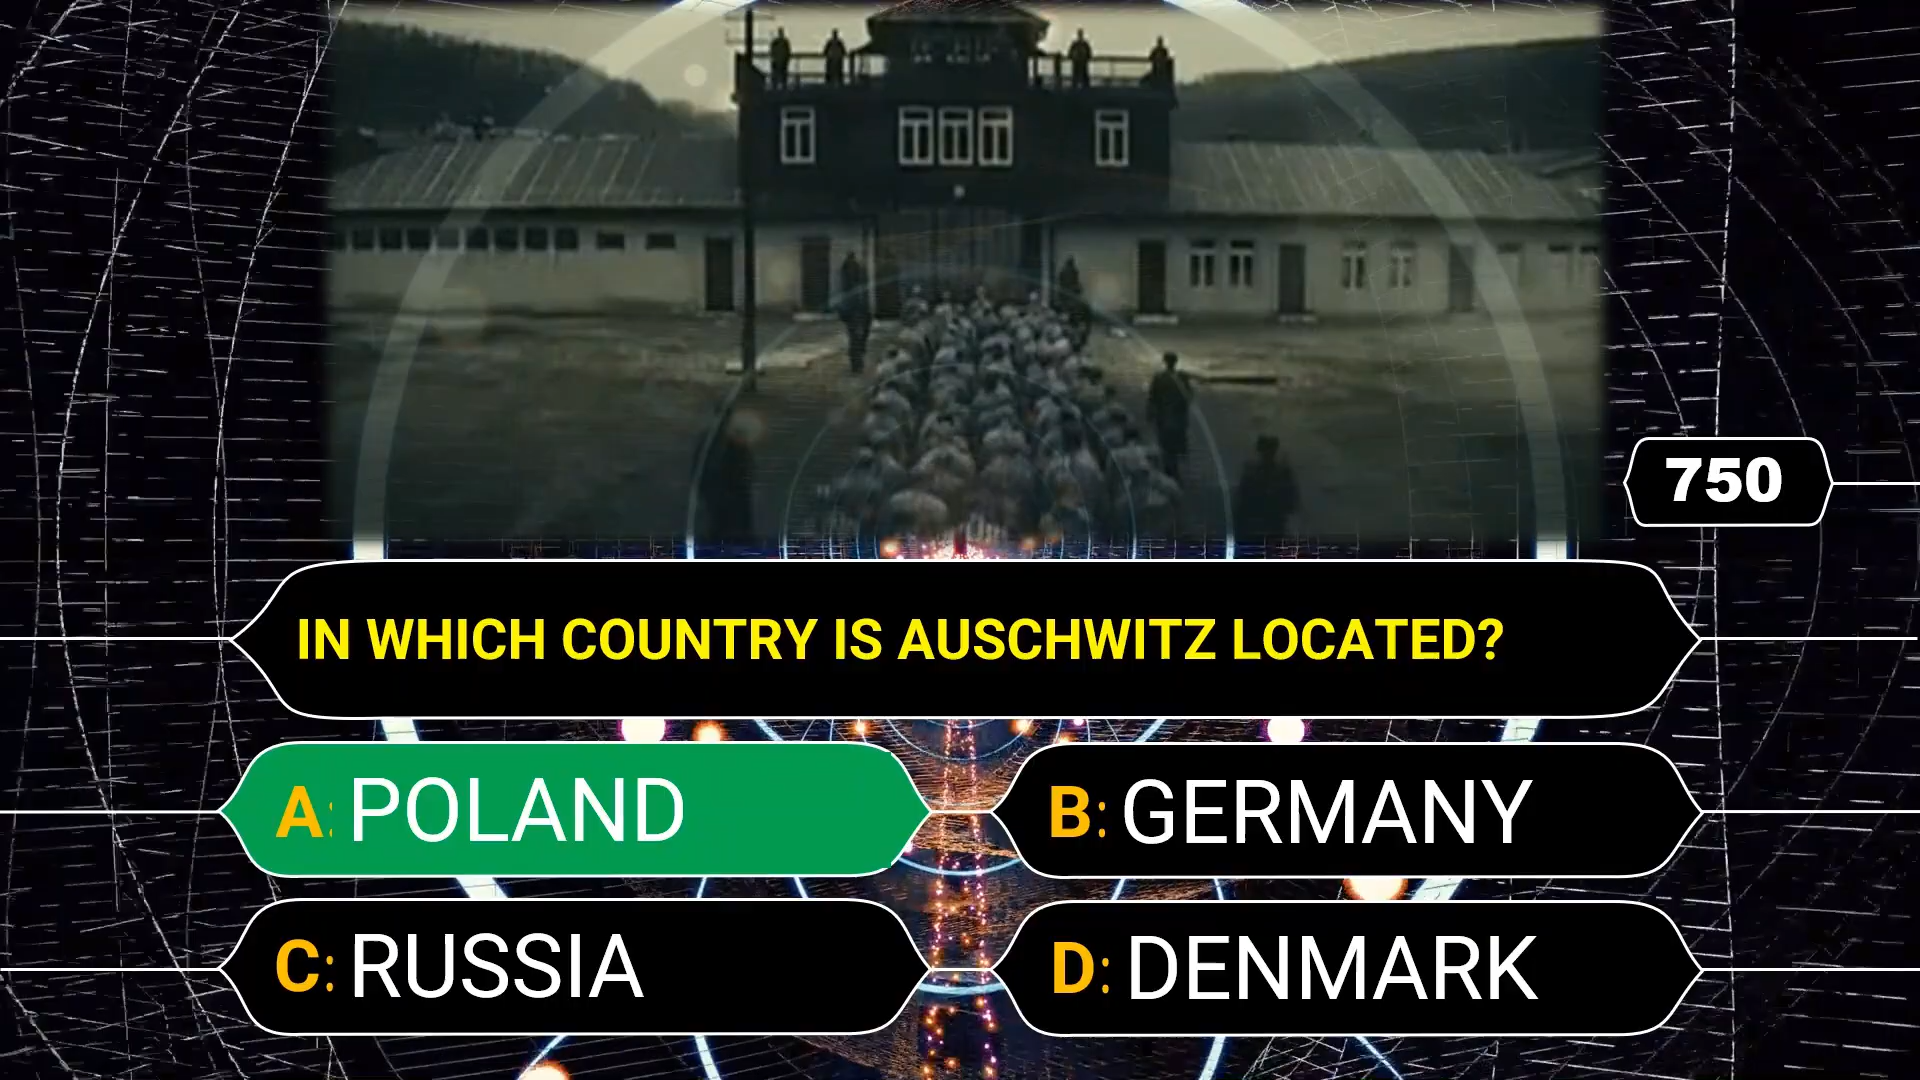 750
IN WHICH COUNTRY IS AUSCHWITZ LOCATED?
A: POLAND
B: GERMANY
C: RUSSIA
D: DENMARK